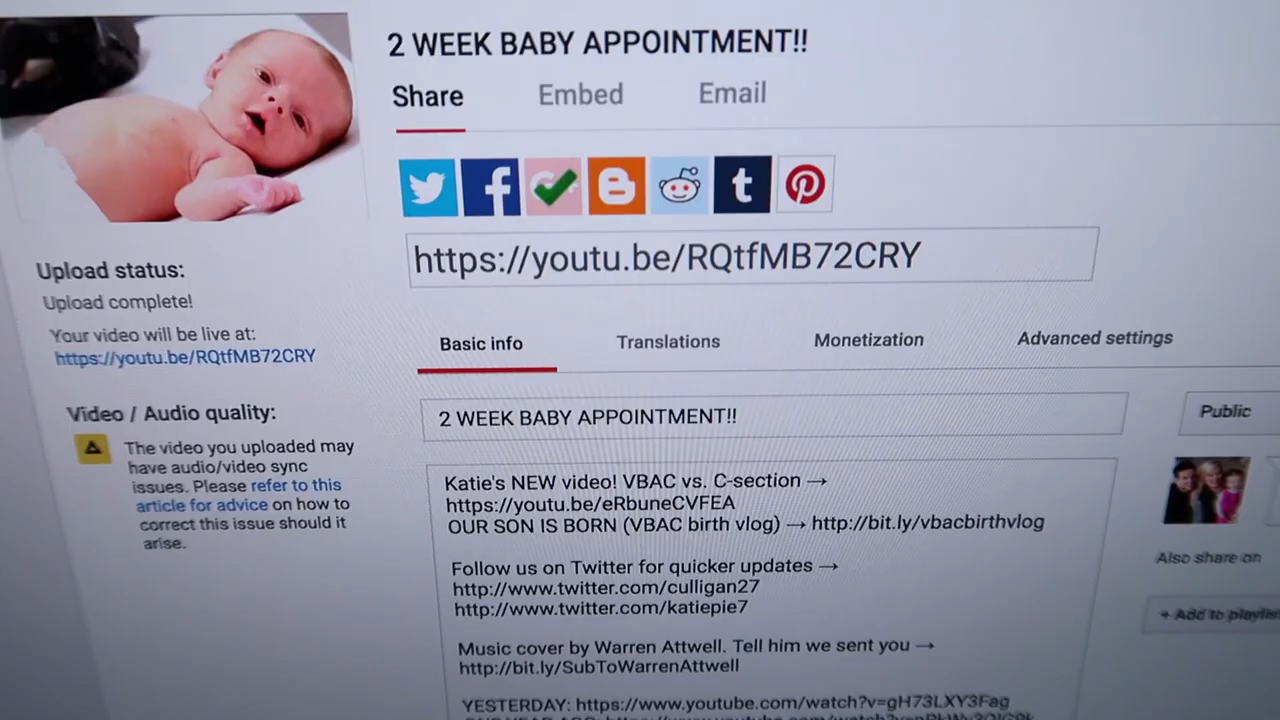 2 WEEK BABY APPOINTMENT!!
Share Embed Email
https://youtu.be/RQtfMB72CRY
Upload status:
Upload complete!
Your video will be live at:
https://youtu.be/RQtfMB72CRY
Video / Audio quality:
The video you uploaded may
have audio/video sync
issues. Please refer to this
article for advice on how to
correct this issue should it
arise.
Basic info Translations Monetization Advanced settings
2 WEEK BABY APPOINTMENT!!
Public
Katie's NEW video! VBAC vs. C-section →
https://youtu.be/eRbuneCVFEA
OUR SON IS BORN (VBAC birth vlog) → http://bit.ly/vbacbirthvlog
Follow us on Twitter for quicker updates →
http://www.twitter.com/culligan27
http://www.twitter.com/katiepie7
Music cover by Warren Attwell. Tell him we sent you →
http://bit.ly/SubToWarrenAttwell
YESTERDAY: https://www.youtube.com/watch?v=gH73LXY3Fag
Also share on
+ Add to playlis